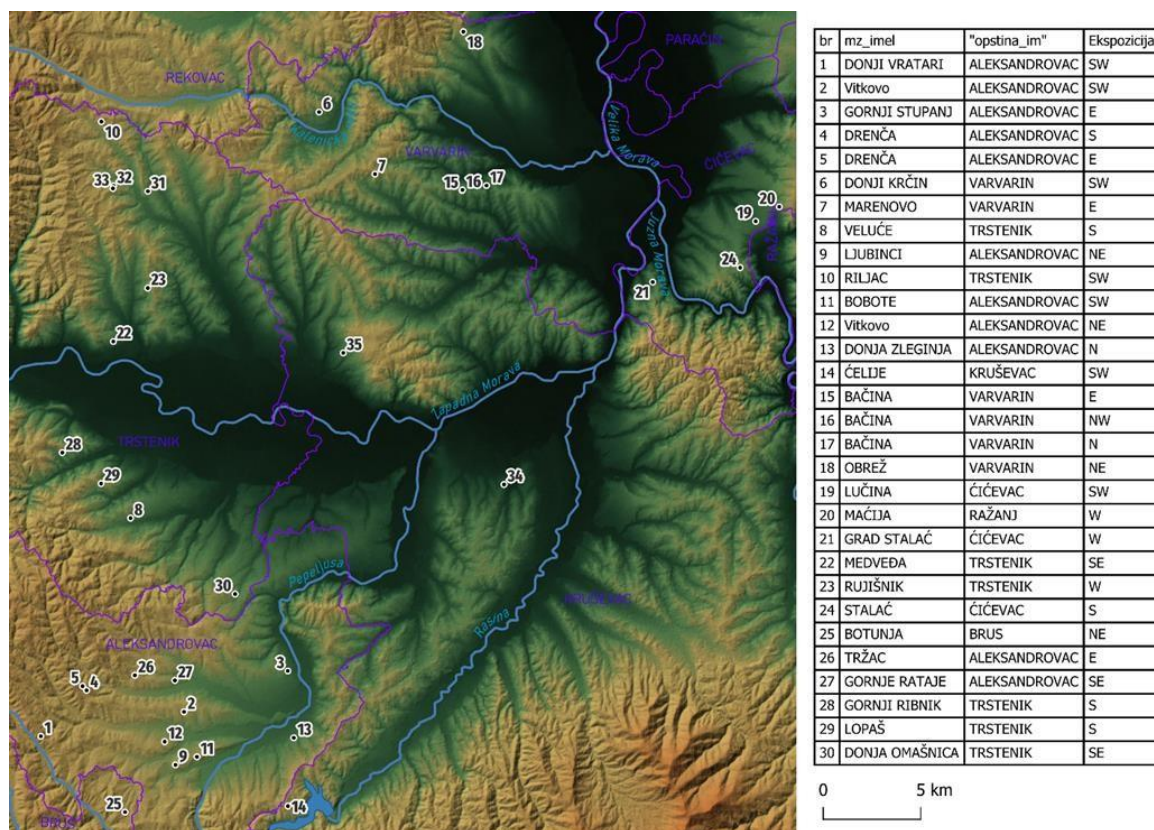 18
PARAĆIN
REKOVAC
6
Velika Morava
10
VARVARIN
ĆIĆEVAC
7
33 32
31
15 16 17
20
19
RAŽANJ
Juzna Morava
24
23
21
22
35
Zapadna Morava
TRSTENIK
28
29
34
8
Pepeljusa
30
KRUŠEVAC
Rasina
ALEKSANDROVAC
3
26
27
5
4
2
1
12
13
11
9
14
25
BRUS
br mz_imel "opstina_im" Ekspozicija
1 DONJI VRATARI ALEKSANDROVAC SW
2 Vitkovo ALEKSANDROVAC SW
3 GORNJI STUPANJ ALEKSANDROVAC E
4 DRENČA ALEKSANDROVAC S
5 DRENČA ALEKSANDROVAC E
6 DONJI KRČIN VARVARIN SW
7 MARENOVO VARVARIN E
8 VELUĆE TRSTENIK S
9 LJUBINCI ALEKSANDROVAC NE
10 RILJAC TRSTENIK SW
11 BOBOTE ALEKSANDROVAC SW
12 Vitkovo ALEKSANDROVAC NE
13 DONJA ZLEGINJA ALEKSANDROVAC N
14 ĆELIJE KRUŠEVAC SW
15 BAČINA VARVARIN E
16 BAČINA VARVARIN NW
17 BAČINA VARVARIN N
18 OBREŽ VARVARIN NE
19 LUČINA ĆIĆEVAC SW
20 MAĆIJA RAŽANJ W
21 GRAD STALAĆ ĆIĆEVAC W
22 MEDVEĐA TRSTENIK SE
23 RUJIŠNIK TRSTENIK W
24 STALAĆ ĆIĆEVAC S
25 BOTUNJA BRUS NE
26 TRŽAC ALEKSANDROVAC E
27 GORNJE RATAJE ALEKSANDROVAC SE
28 GORNJI RIBNIK TRSTENIK S
29 LOPAŠ TRSTENIK S
30 DONJA OMAŠNICA TRSTENIK SE
0 5 km